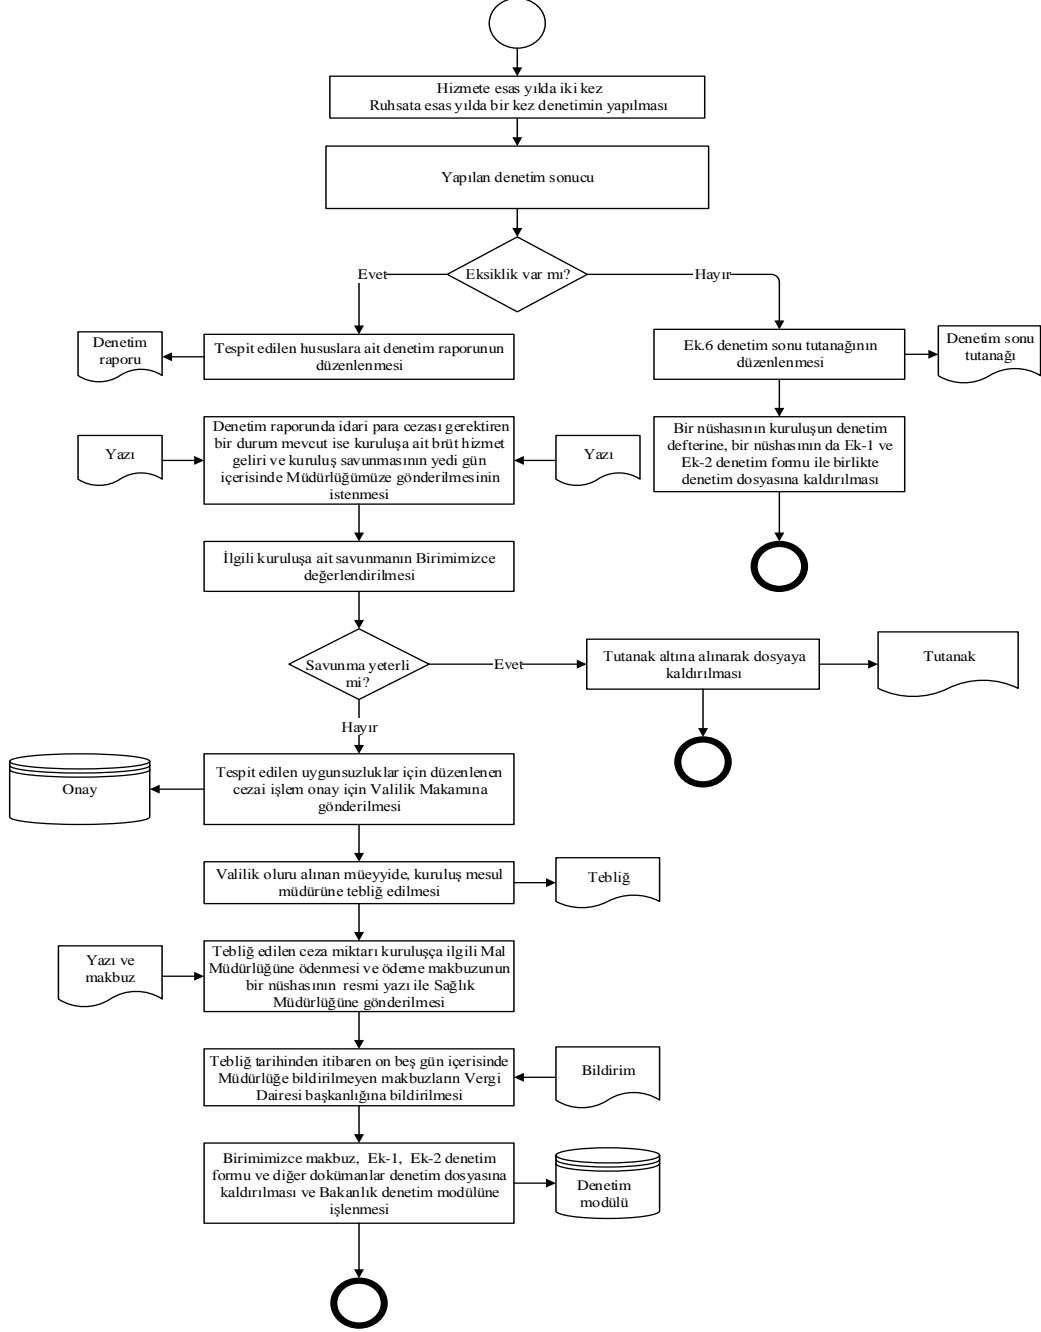 Hizmete esas yılda iki kez
Ruhsata esas yılda bir kez denetimin yapılması
Yapılan denetim sonucu
Eksiklik var mı?
Evet
Hayır
Denetim
raporu
Tespit edilen hususlara ait denetim raporunun
düzenlenmesi
Ek.6 denetim sonu tutanağının
düzenlenmesi
Denetim sonu
tutanağı
Yazı
Denetim raporunda idari para cezası gerektiren
bir durum mevcut ise kuruluşa ait brüt hizmet
geliri ve kuruluş savunmasının yedi gün
içerisinde Müdürlüğümüze gönderilmesinin
istenmesi
Yazı
Bir nüshasının kuruluşun denetim
defterine, bir nüshasının da Ek-1 ve
Ek-2 denetim formu ile birlikte
denetim dosyasına kaldırılması
İlgili kuruluşa ait savunmanın Birimimizce
değerlendirilmesi
Savunma yeterli
mi?
Evet
Tutanak altına alınarak dosyaya
kaldırılması
Tutanak
Hayır
Onay
Tespit edilen uygunsuzluklar için düzenlenen
cezai işlem onay için Valilik Makamına
gönderilmesi
Valilik oluru alınan müeyyide, kuruluş mesul
müdürüne tebliğ edilmesi
Tebliğ
Yazı ve
makbuz
Tebliğ edilen ceza miktarı kuruluşça ilgili Mal
Müdürlüğüne ödenmesi ve ödeme makbuzunun
bir nüshasının resmi yazı ile Sağlık
Müdürlüğüne gönderilmesi
Tebliğ tarihinden itibaren on beş gün içerisinde
Müdürlüğe bildirilmeyen makbuzların Vergi
Dairesi başkanlığına bildirilmesi
Bildirim
Birimimizce makbuz, Ek-1, Ek-2 denetim
formu ve diğer dokümanlar denetim dosyasına
kaldırılması ve Bakanlık denetim modülüne
işlenmesi
Denetim
modülü